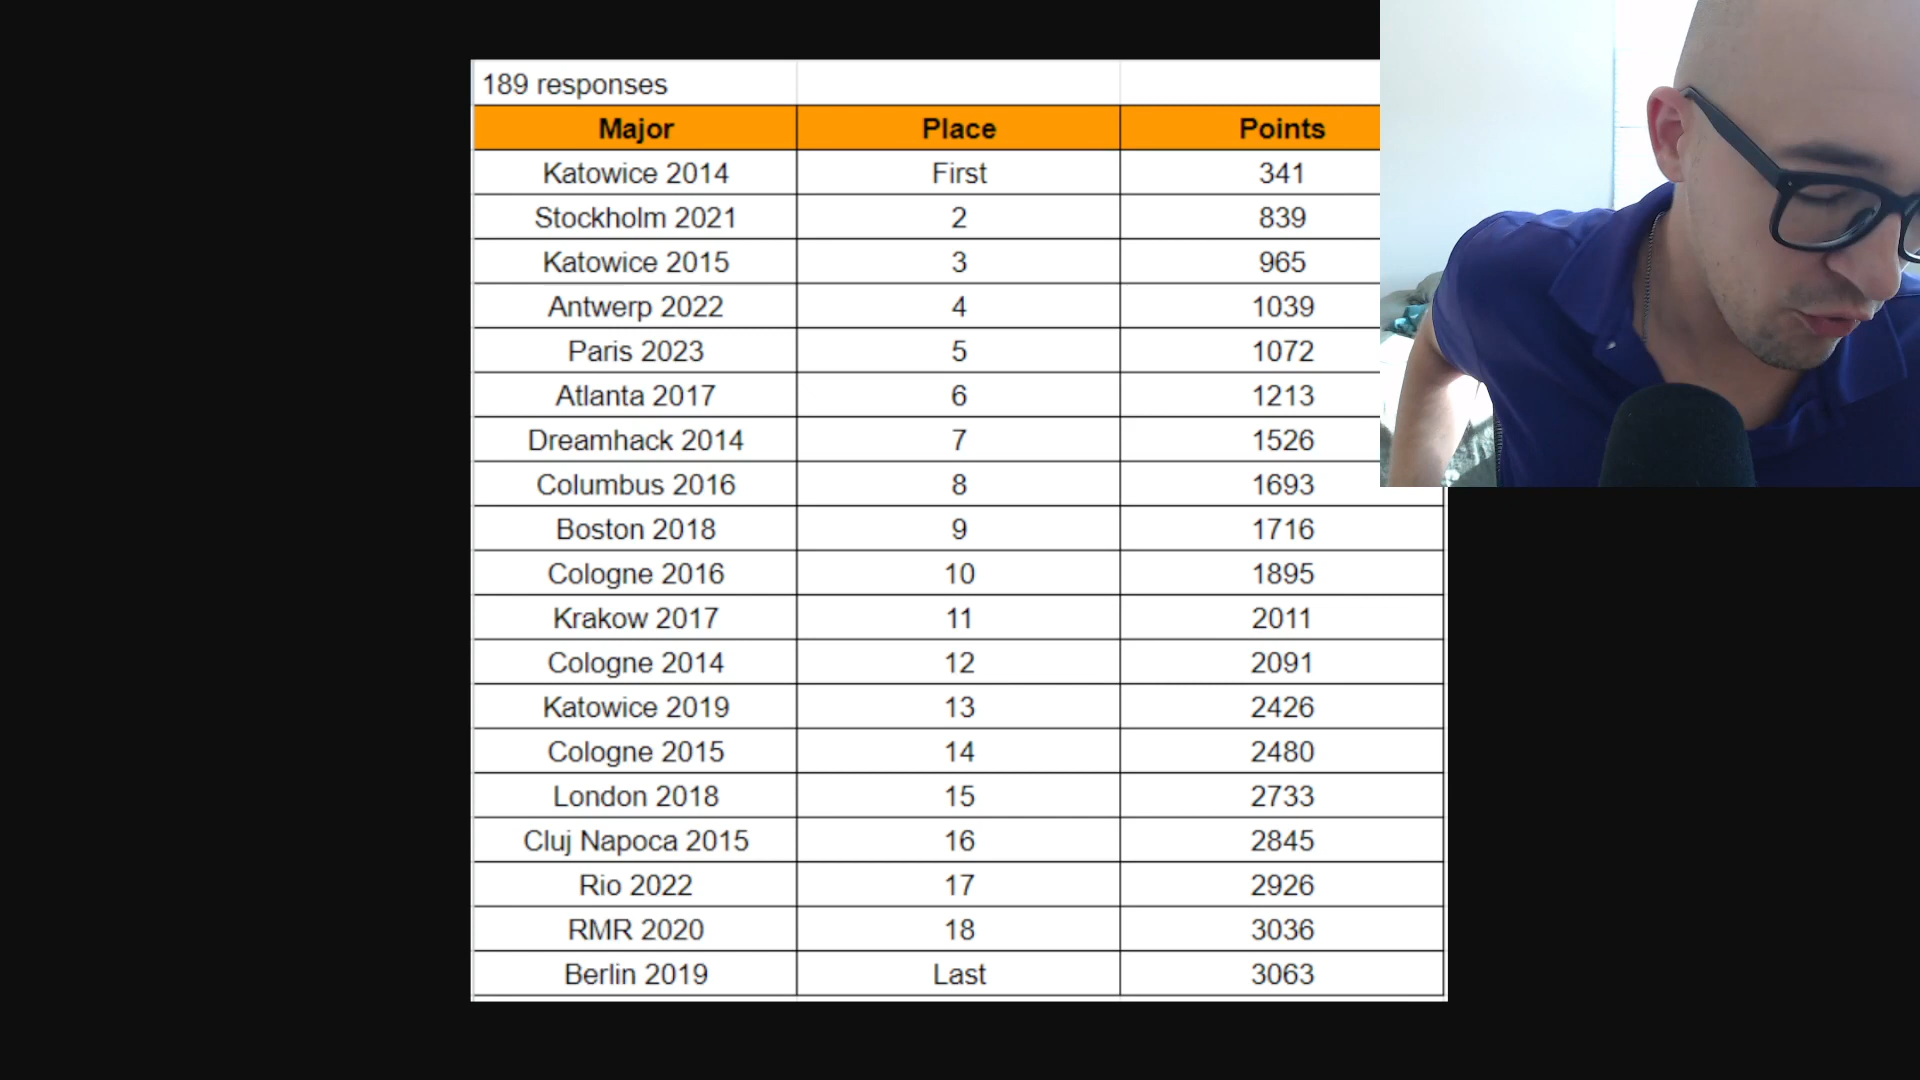 189 responses
Major Place Points
Katowice 2014 First 341
Stockholm 2021 2 839
Katowice 2015 3 965
Antwerp 2022 4 1039
Paris 2023 5 1072
Atlanta 2017 6 1213
Dreamhack 2014 7 1526
Columbus 2016 8 1693
Boston 2018 9 1716
Cologne 2016 10 1895
Krakow 2017 11 2011
Cologne 2014 12 2091
Katowice 2019 13 2426
Cologne 2015 14 2480
London 2018 15 2733
Cluj Napoca 2015 16 2845
Rio 2022 17 2926
RMR 2020 18 3036
Berlin 2019 Last 3063